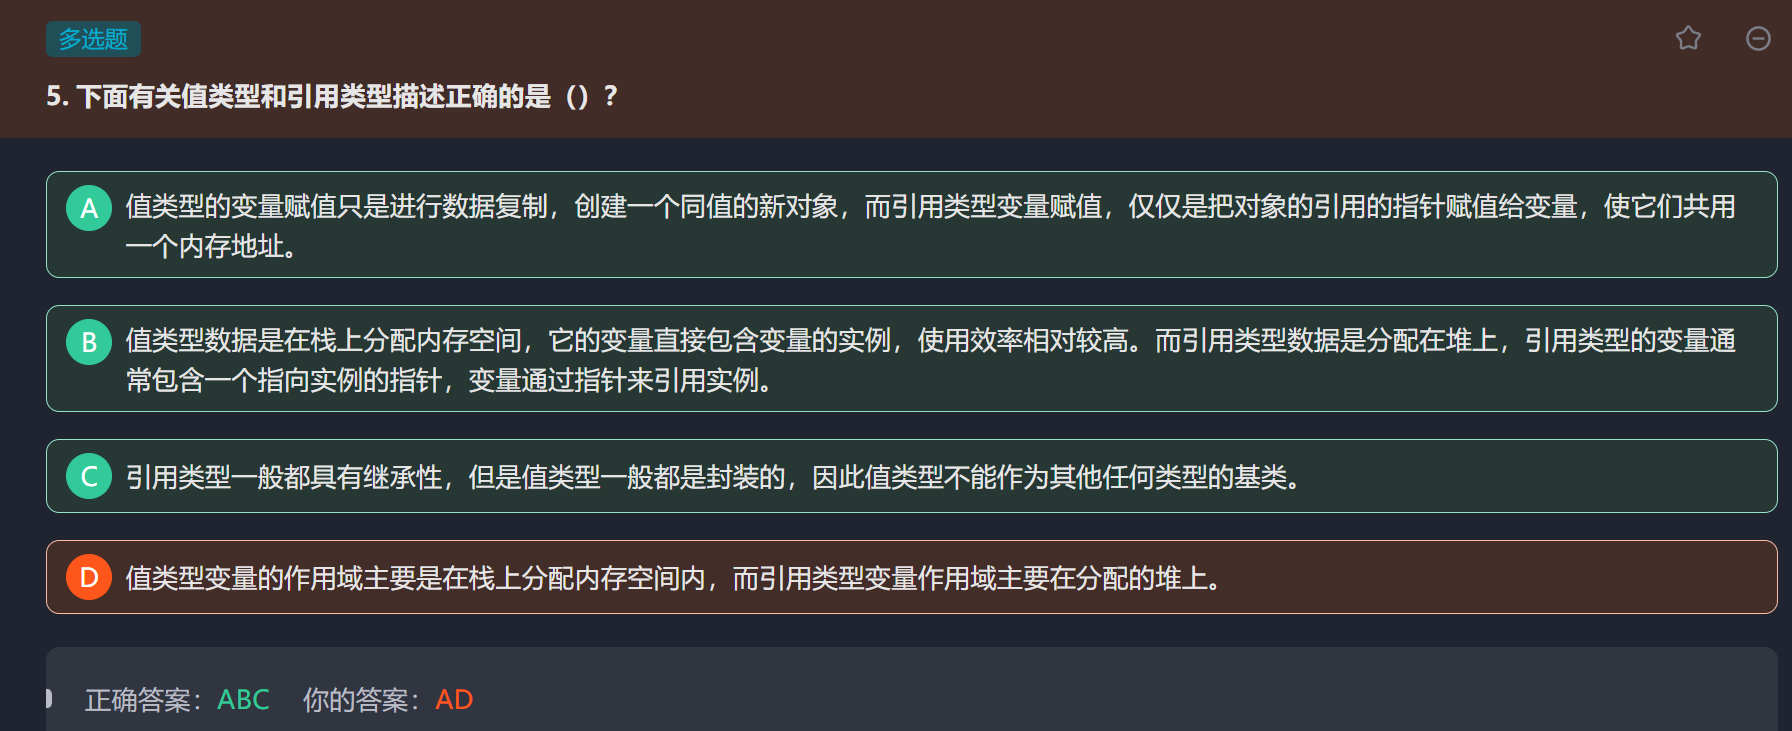 多选题
5. 下面有关值类型和引用类型描述正确的是（）？
A 值类型的变量赋值只是进行数据复制，创建一个同值的新对象，而引用类型变量赋值，仅仅是把对象的引用的指针赋值给变量，使它们共用
一个内存地址。
B 值类型数据是在栈上分配内存空间，它的变量直接包含变量的实例，使用效率相对较高。而引用类型数据是分配在堆上，引用类型的变量通
常包含一个指向实例的指针，变量通过指针来引用实例。
C 引用类型一般都具有继承性，但是值类型一般都是封装的，因此值类型不能作为其他任何类型的基类。
D 值类型变量的作用域主要是在栈上分配内存空间内，而引用类型变量作用域主要在分配的堆上。
正确答案：ABC 你的答案：AD